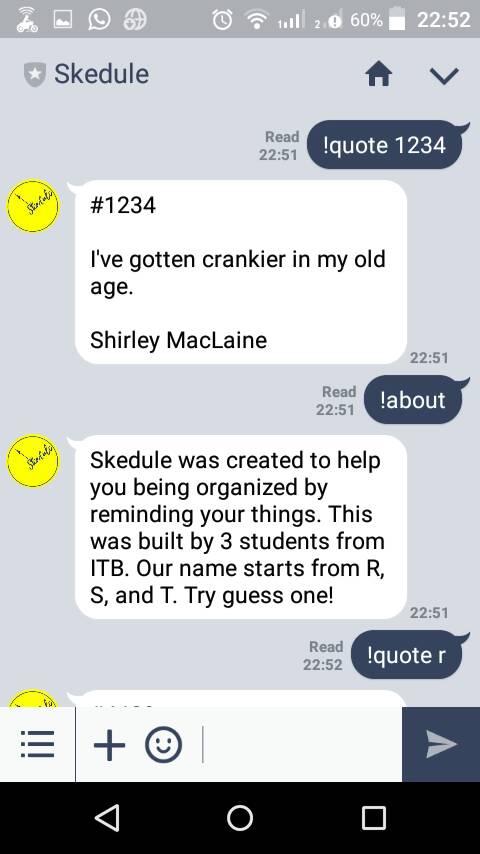 60% 22:52
Skedule
Read
22:51
!quote 1234
#1234
I've gotten crankier in my old
age.
Shirley MacLaine
22:51
Read
22:51
!about
Skedule was created to help
you being organized by
reminding your things. This
was built by 3 students from
ITB. Our name starts from R,
S, and T. Try guess one!
22:51
Read
22:52
!quote r